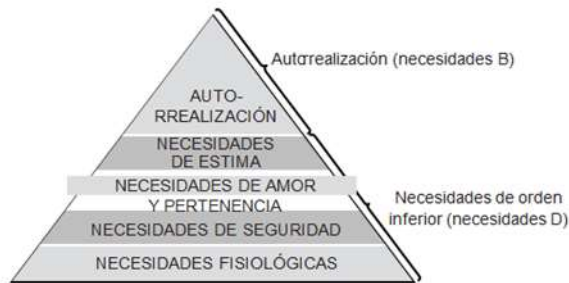 AUTO-
RREALIZACIÓN
NECESIDADES
DE ESTIMA
NECESIDADES DE AMOR
Y PERTENENCIA
NECESIDADES DE SEGURIDAD
NECESIDADES FISIOLÓGICAS
Autorrealización (necesidades B)
Necesidades de orden
inferior (necesidades D)